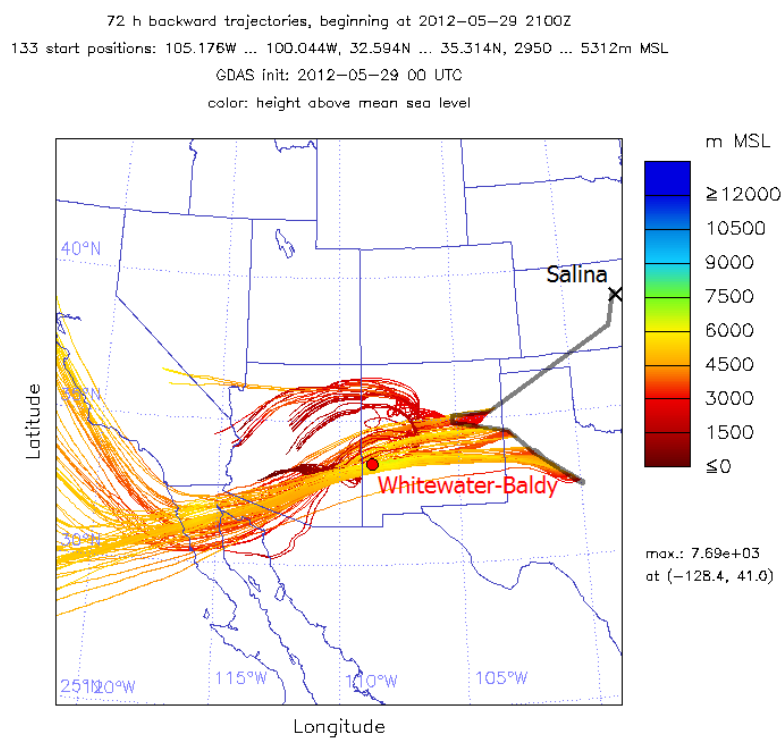 72 h backward trajectories, beginning at 2012-05-29 2100Z
133 start positions: 105.176W ... 100.044W, 32.594N ... 35.314N, 2950 ... 5312m MSL
GDAS init: 2012-05-29 00 UTC
color: height above mean sea level
m MSL
≥12000
10500
9000
7500
6000
4500
3000
1500
≤0
40°N
35°N
30°N
25°N
120°W
115°W
110°W
105°W
Salina
Whitewater-Baldy
Latitude
Longitude
max.: 7.69e+03
at (-128.4, 41.0)